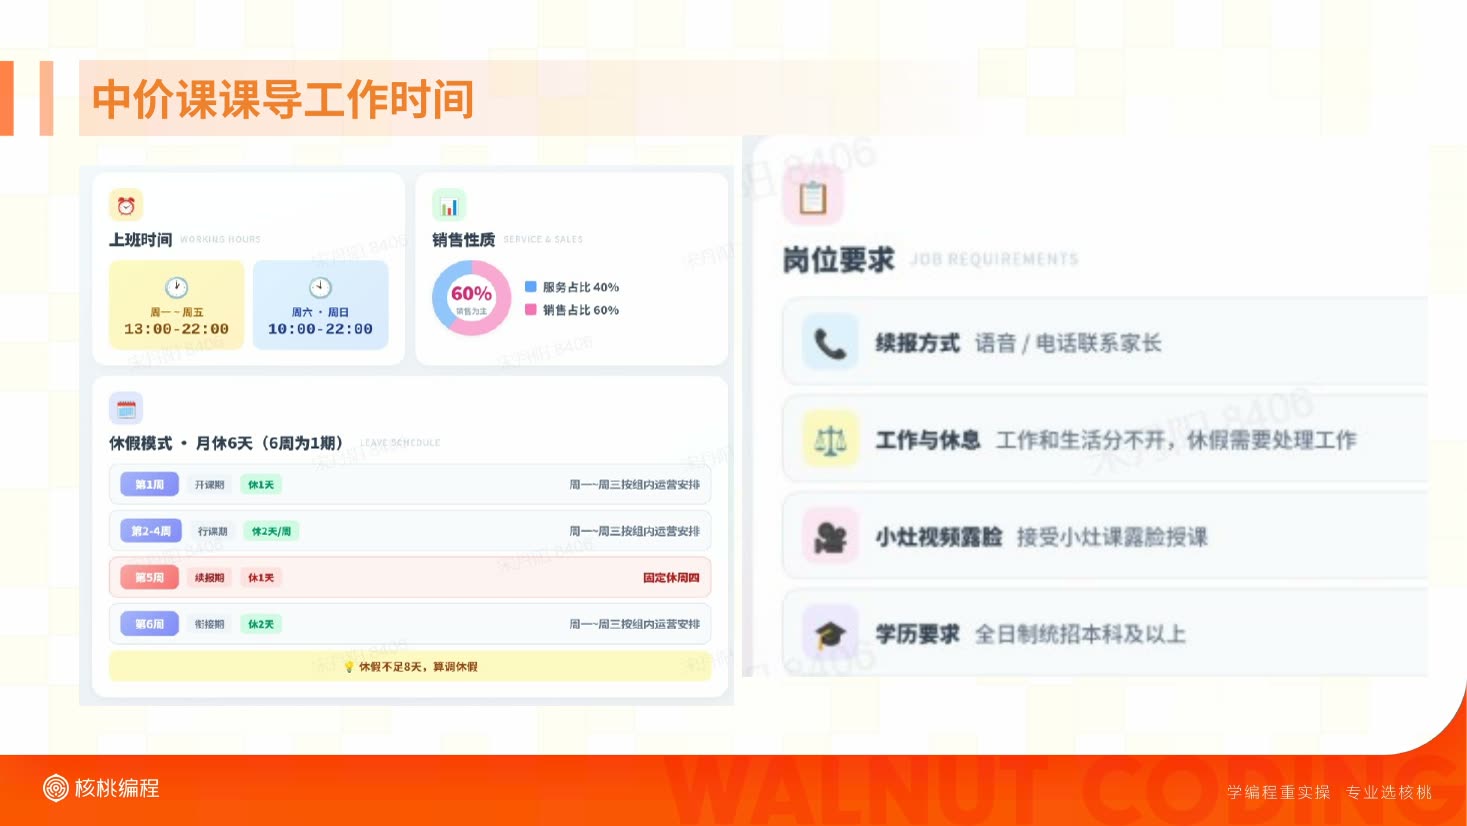 中价课课导工作时间
上班时间 WORKING HOURS
周一~周五
13:00-22:00
周六·周日
10:00-22:00
销售性质 SERVICE & SALES
60%
销售为主
服务占比 40%
销售占比 60%
休假模式·月休6天（6周为1期） LEAVE SCHEDULE
第1周 开课期 休1天 周一~周三按组内运营安排
第2-4周 行课期 休2天/周 周一~周三按组内运营安排
第5周 续报期 休1天 固定休周四
第6周 衔接期 休2天 周一~周三按组内运营安排
休假不足8天，算调休假
岗位要求 JOB REQUIREMENTS
续报方式 语音 / 电话联系家长
工作与休息 工作和生活分不开，休假需要处理工作
小灶视频露脸 接受小灶课露脸授课
学历要求 全日制统招本科及以上
核桃编程
WALNUT CODING
学编程重实操 专业选核桃